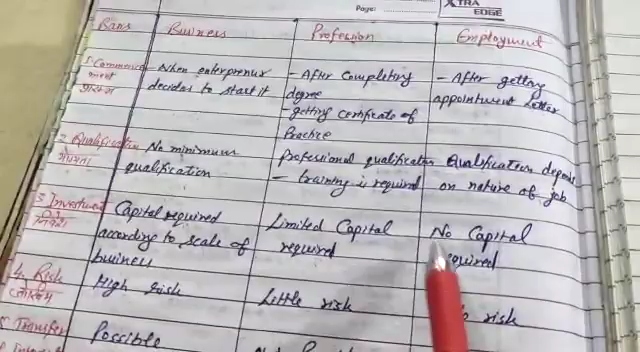 Page:
XTRA
EDGE
Basis Business Profession Employment
1. Commence - When enterpreneur - After Completing - After getting
ment decides to start it degree appointment letter
- getting certificate of
Practice
2. Qualification No minimum Professional qualification Qualification depends
योग्यता qualification - training is required on nature of job
3. Investment Capital required Limited Capital No Capital
according to scale of required required
business
4. Risk High risk Little risk risk
जोखिम
5. Transfer Possible